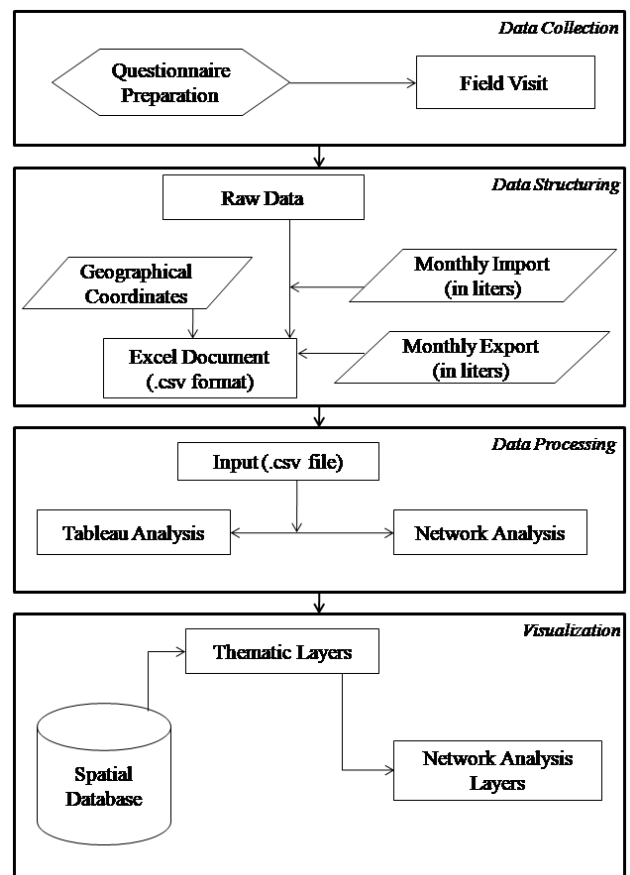 Data Collection
Questionnaire
Preparation
Field Visit
Data Structuring
Raw Data
Geographical
Coordinates
Monthly Import
(in liters)
Excel Document
(.csv format)
Monthly Export
(in liters)
Data Processing
Input (.csv file)
Tableau Analysis
Network Analysis
Visualization
Thematic Layers
Spatial
Database
Network Analysis
Layers